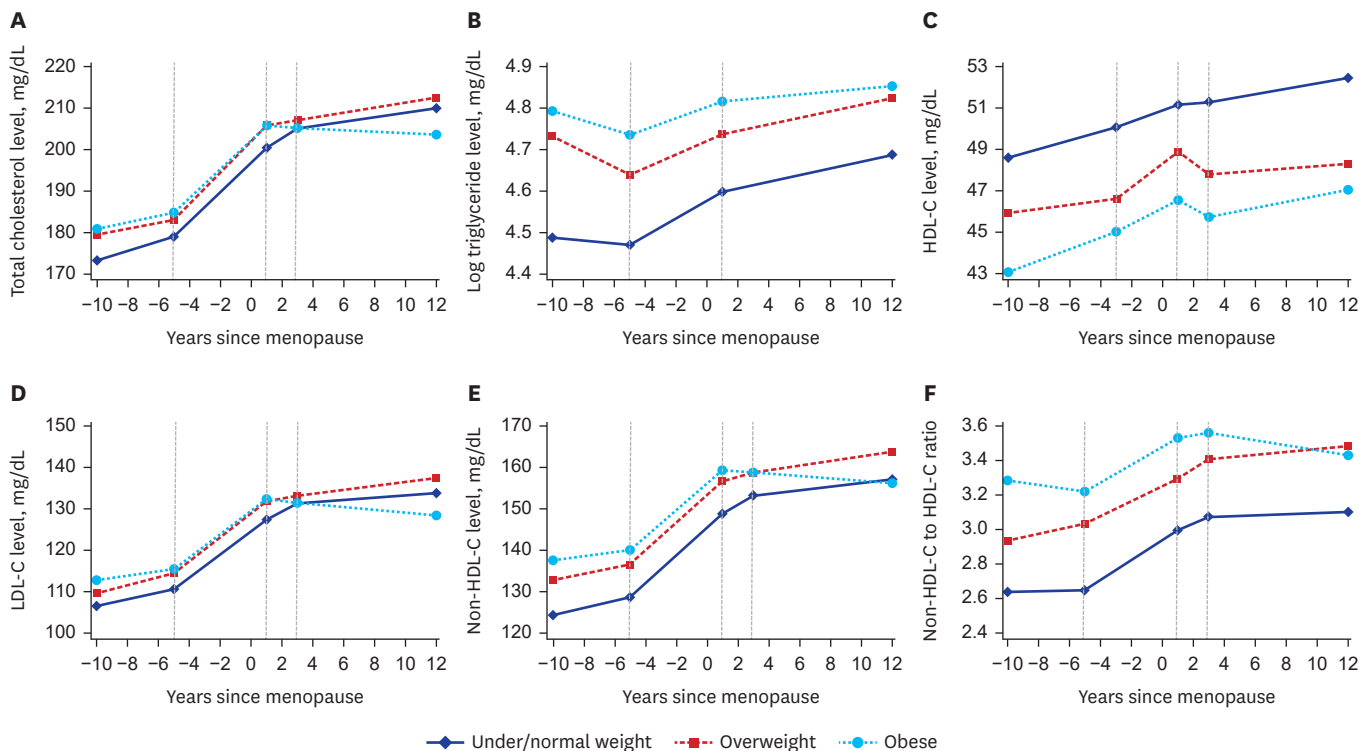 A
Total cholesterol level, mg/dL
220
210
200
190
180
170
−10 −8 −6 −4 −2 0 2 4 6 8 10 12
Years since menopause
B
Log triglyceride level, mg/dL
4.9
4.8
4.7
4.6
4.5
4.4
−10 −8 −6 −4 −2 0 2 4 6 8 10 12
Years since menopause
C
HDL-C level, mg/dL
53
51
49
47
45
43
−10 −8 −6 −4 −2 0 2 4 6 8 10 12
Years since menopause
D
LDL-C level, mg/dL
150
140
130
120
110
100
−10 −8 −6 −4 −2 0 2 4 6 8 10 12
Years since menopause
E
Non-HDL-C level, mg/dL
170
160
150
140
130
120
−10 −8 −6 −4 −2 0 2 4 6 8 10 12
Years since menopause
F
Non-HDL-C to HDL-C ratio
3.6
3.4
3.2
3.0
2.8
2.6
2.4
−10 −8 −6 −4 −2 0 2 4 6 8 10 12
Years since menopause
Under/normal weight Overweight Obese